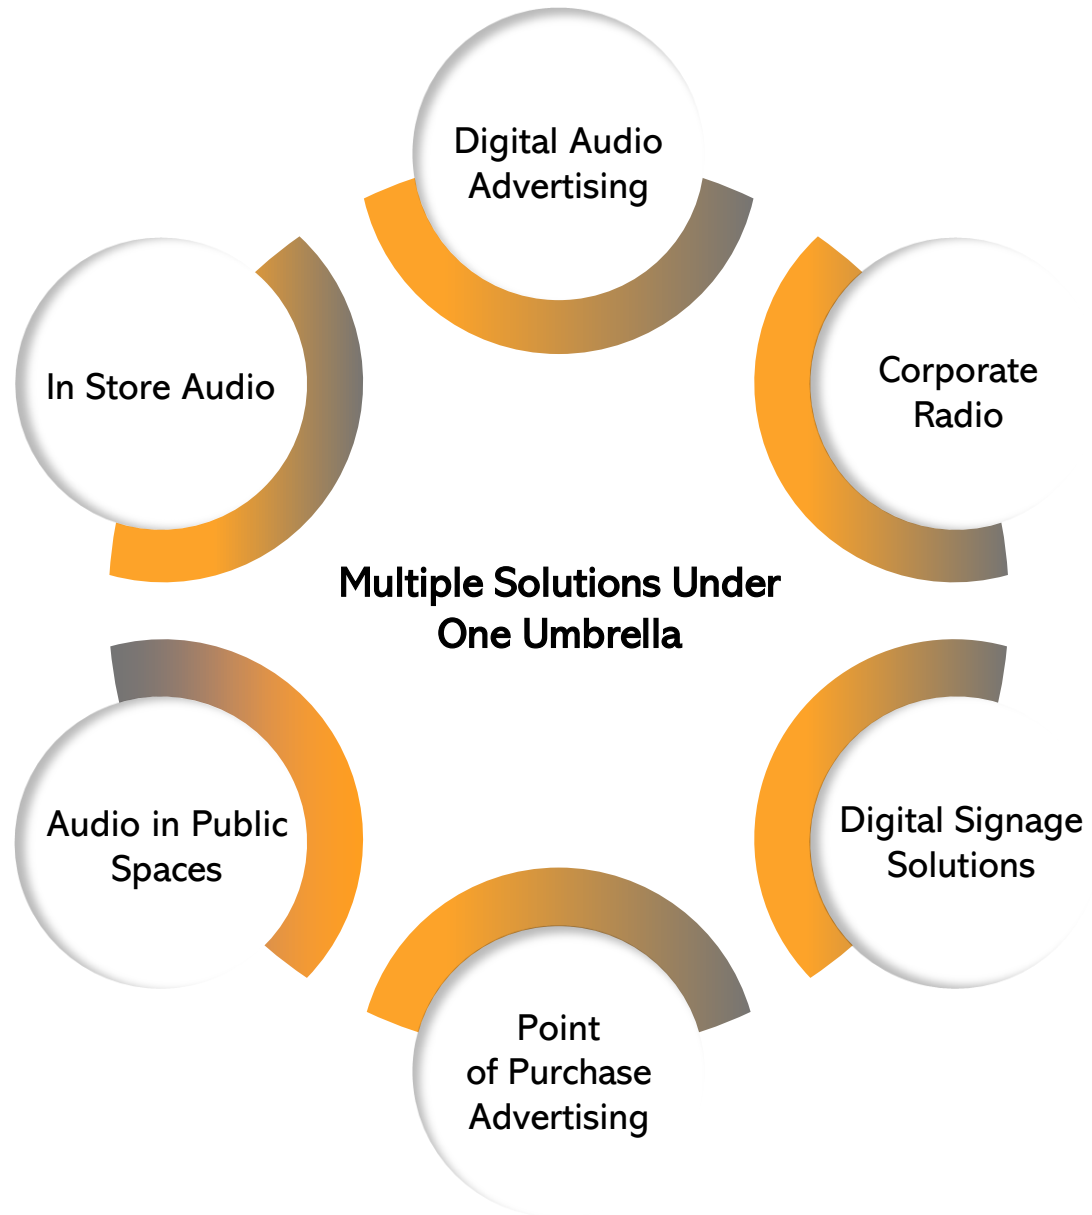 Digital Audio
Advertising
Corporate
Radio
In Store Audio
Multiple Solutions Under
One Umbrella
Audio in Public
Spaces
Digital Signage
Solutions
Point
of Purchase
Advertising